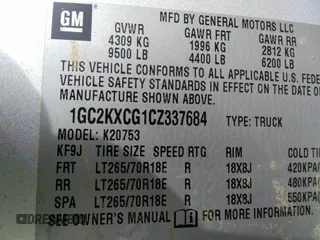 GM
MFD BY GENERAL MOTORS LLC
GVWR GAWR FRT GAWR RR
4309 KG 1996 KG 2812 KG
9500 LB 4400 LB 6200 LB
THIS VEHICLE CONFORMS TO ALL APPLICABLE U.S. FEDERAL
VEHICLE SAFETY STANDARDS IN EFFECT ON THE
MANUFACTURE SHOWN ABOVE.
1GC2KXCG1CZ337684 TYPE: TRUCK
MODEL: K20753
KF9J TIRE SIZE SPEED RTG RIM COLD TI
FRT LT265/70R18E R 18X8J 420KPA(
RR LT265/70R18E R 18X8J 480KPA(
SPA LT265/70R18E R 18X8J 550KPA(
SEE OWNER'S MANUAL FOR MORE INFORMATION